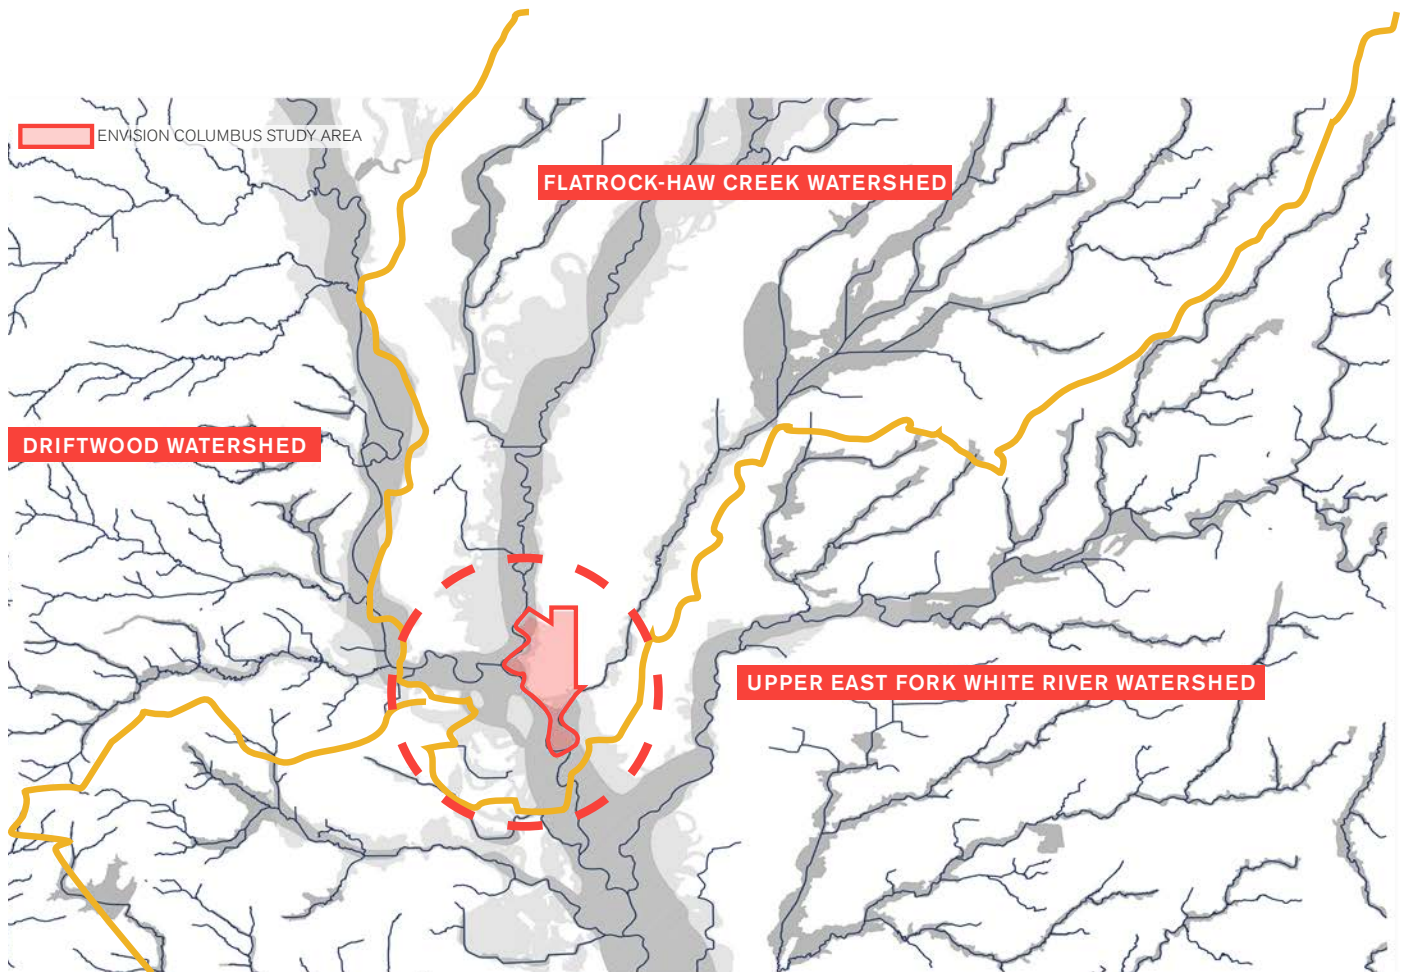 ENVISION COLUMBUS STUDY AREA
FLATROCK-HAW CREEK WATERSHED
DRIFTWOOD WATERSHED
UPPER EAST FORK WHITE RIVER WATERSHED